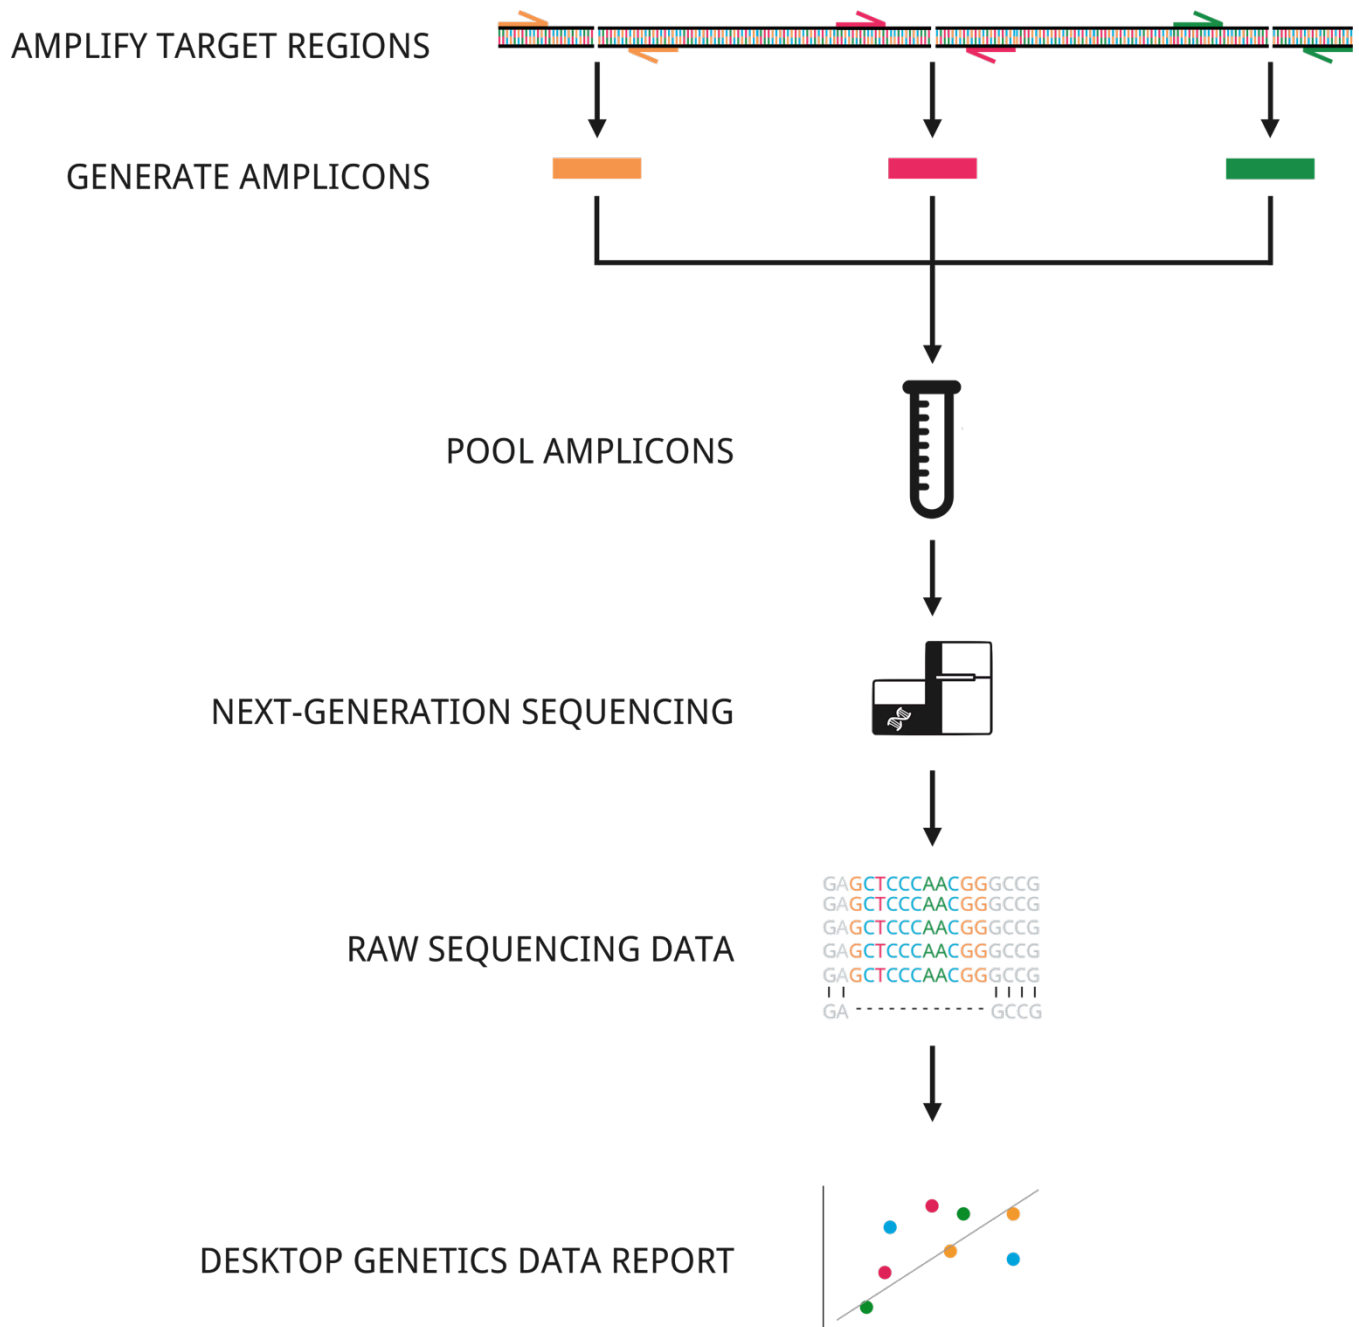 AMPLIFY TARGET REGIONS
GENERATE AMPLICONS
POOL AMPLICONS
NEXT-GENERATION SEQUENCING
GAGCTCCCAACGGGCCG
GAGCTCCCAACGGGCCG
GAGCTCCCAACGGGCCG
RAW SEQUENCING DATA
GAGCTCCCAACGGGCCG
GAGCTCCCAACGGGCCG
GA - - - - - - - - - - - GCCG
DESKTOP GENETICS DATA REPORT